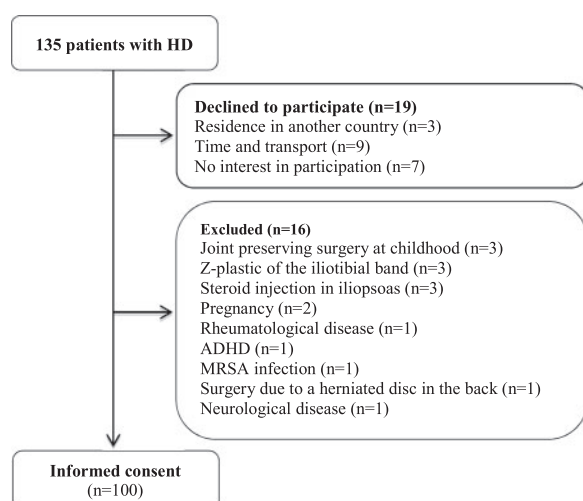 135 patients with HD
Declined to participate (n=19)
Residence in another country (n=3)
Time and transport (n=9)
No interest in participation (n=7)
Excluded (n=16)
Joint preserving surgery at childhood (n=3)
Z-plastic of the iliotibial band (n=3)
Steroid injection in iliopsoas (n=3)
Pregnancy (n=2)
Rheumatological disease (n=1)
ADHD (n=1)
MRSA infection (n=1)
Surgery due to a herniated disc in the back (n=1)
Neurological disease (n=1)
Informed consent
(n=100)